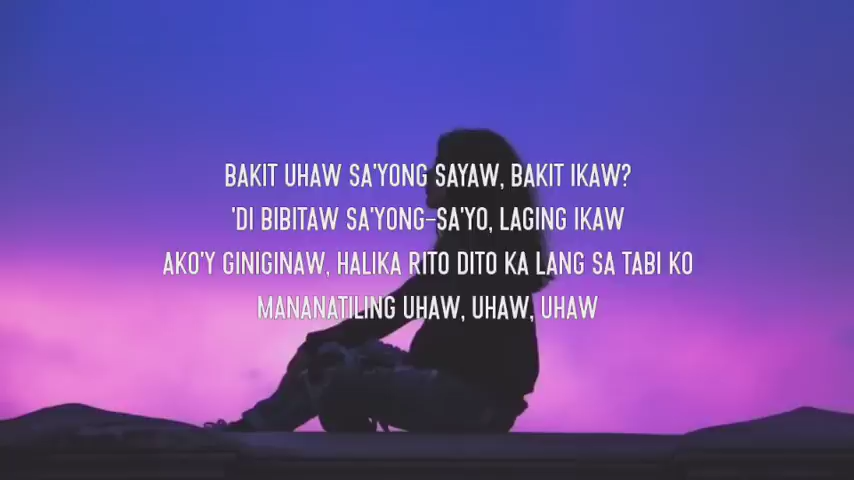 BAKIT UHAW SA'YONG SAYAW, BAKIT IKAW?
'DI BIBITAW SA'YONG-SA'YO, LAGING IKAW
AKO'Y GINIGINAW, HALIKA RITO DITO KA LANG SA TABI KO
MANANATILING UHAW, UHAW, UHAW